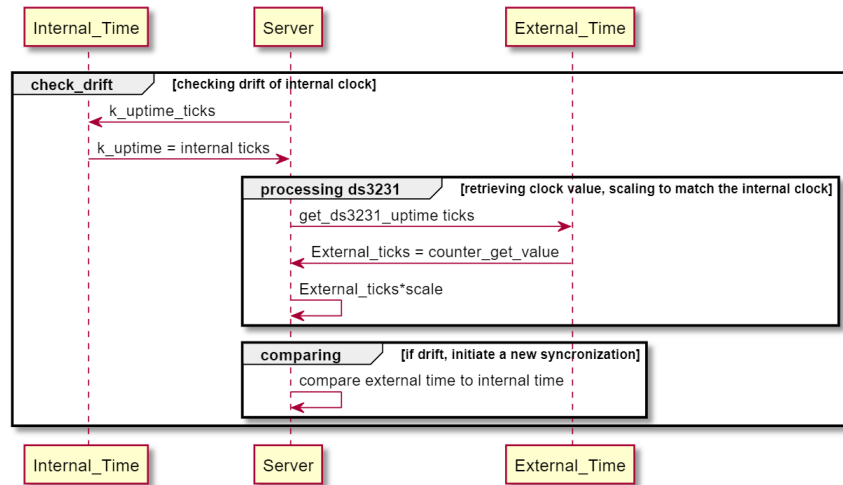 Internal_Time Server External_Time
check_drift [checking drift of internal clock]
k_uptime_ticks
k_uptime = internal ticks
processing ds3231 [retrieving clock value, scaling to match the internal clock]
get_ds3231_uptime ticks
External_ticks = counter_get_value
External_ticks*scale
comparing [if drift, initiate a new syncronization]
compare external time to internal time
Internal_Time Server External_Time